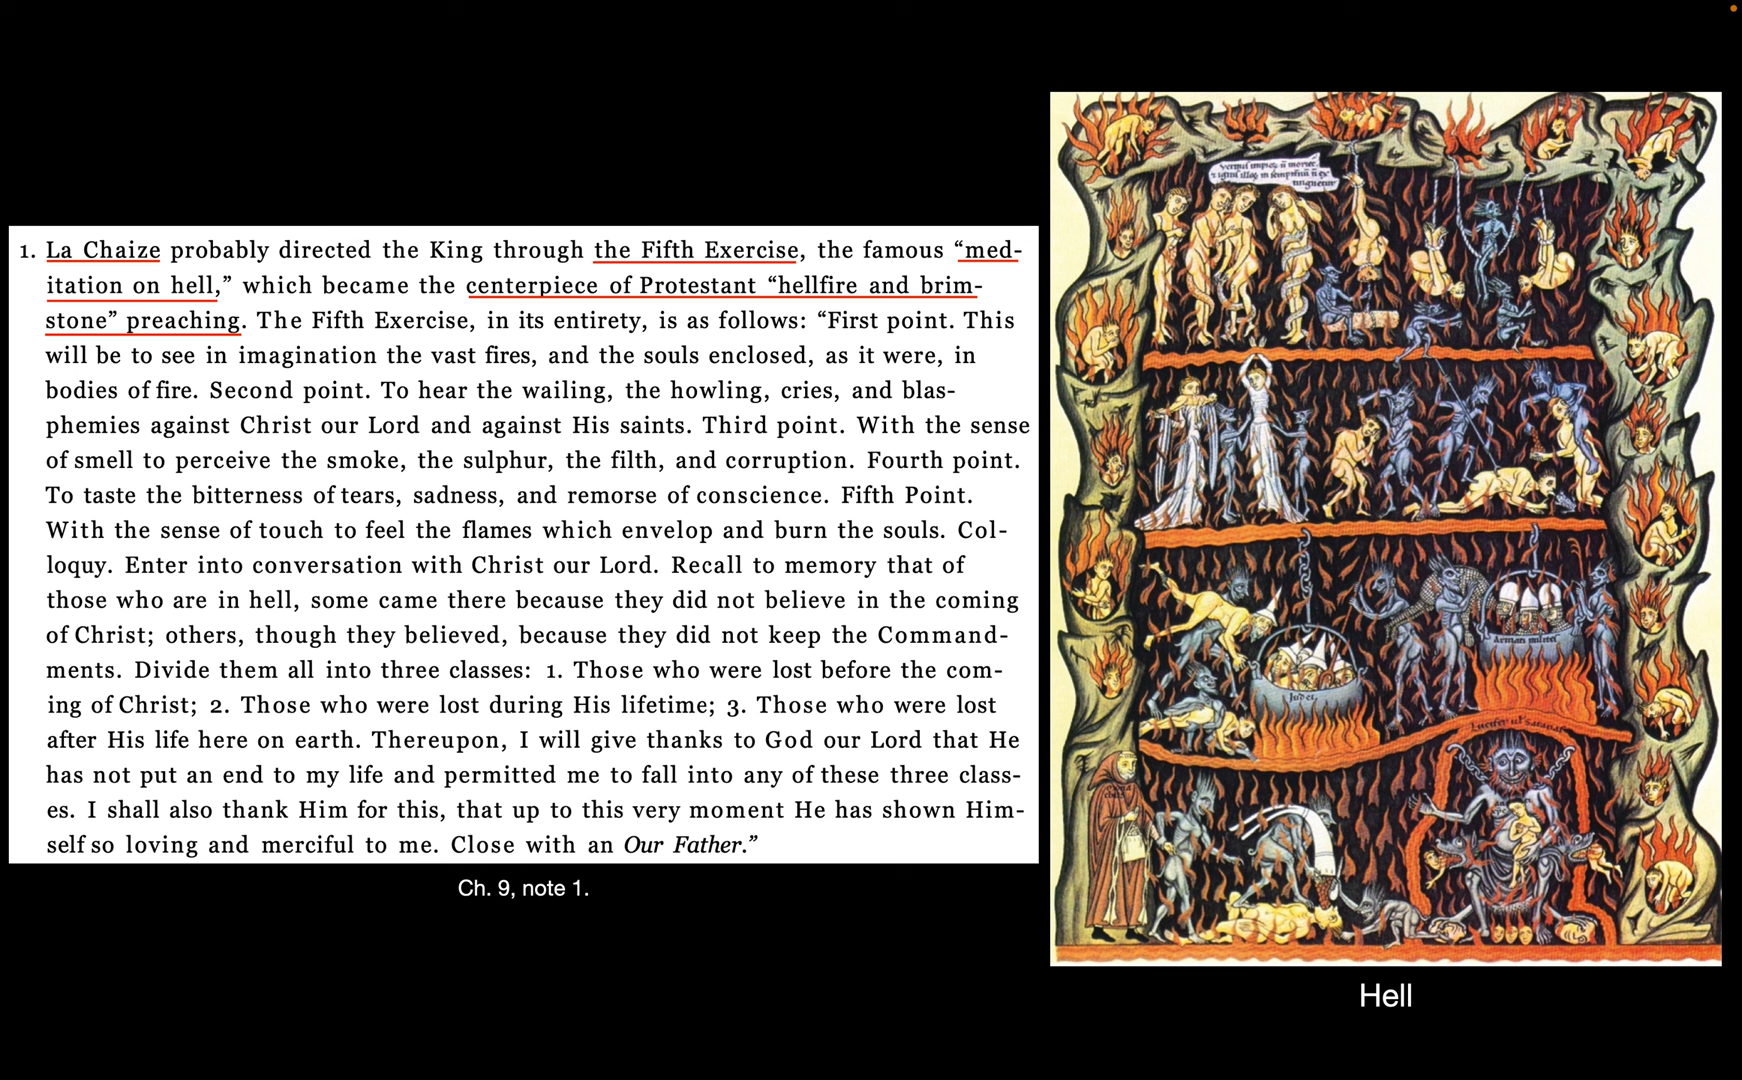 1. La Chaize probably directed the King through the Fifth Exercise, the famous “med-
itation on hell,” which became the centerpiece of Protestant “hellfire and brim-
stone” preaching. The Fifth Exercise, in its entirety, is as follows: “First point. This
will be to see in imagination the vast fires, and the souls enclosed, as it were, in
bodies of fire. Second point. To hear the wailing, the howling, cries, and blas-
phemies against Christ our Lord and against His saints. Third point. With the sense
of smell to perceive the smoke, the sulphur, the filth, and corruption. Fourth point.
To taste the bitterness of tears, sadness, and remorse of conscience. Fifth Point.
With the sense of touch to feel the flames which envelop and burn the souls. Col-
loquy. Enter into conversation with Christ our Lord. Recall to memory that of
those who are in hell, some came there because they did not believe in the coming
of Christ; others, though they believed, because they did not keep the Command-
ments. Divide them all into three classes: 1. Those who were lost before the com-
ing of Christ; 2. Those who were lost during His lifetime; 3. Those who were lost
after His life here on earth. Thereupon, I will give thanks to God our Lord that He
has not put an end to my life and permitted me to fall into any of these three class-
es. I shall also thank Him for this, that up to this very moment He has shown Him-
self so loving and merciful to me. Close with an Our Father.”
Ch. 9, note 1.
Armati milites
Hell